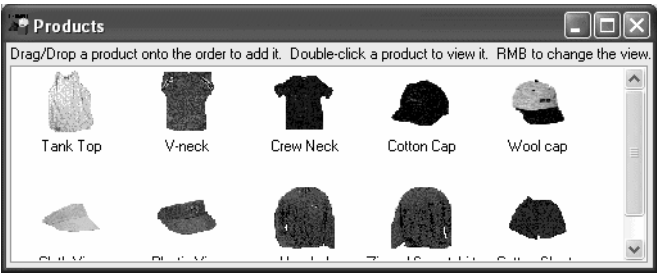 Products
Drag/Drop a product onto the order to add it. Double-click a product to view it. RMB to change the view.
Tank Top V-neck Crew Neck Cotton Cap Wool cap